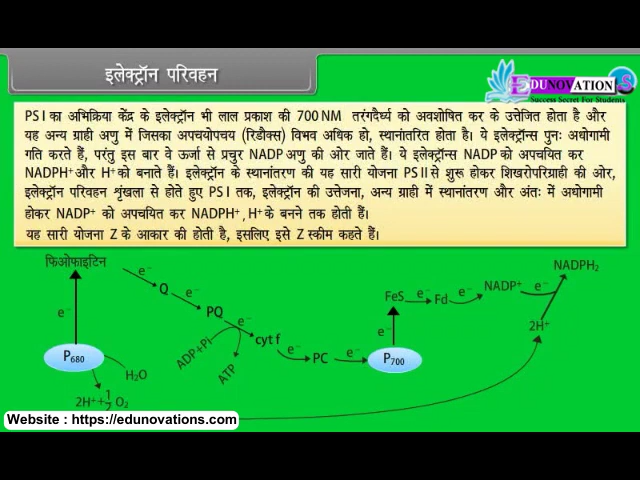 इलेक्ट्रॉन परिवहन
EDUNOVATIONS
Success Secret For Students
PS I का अभिक्रिया केंद्र के इलेक्ट्रॉन भी लाल प्रकाश की 700 NM तरंगदैर्ध्य को अवशोषित कर के उत्तेजित होता है और
यह अन्य ग्राही अणु में जिसका अपचयोपचय (रिडौक्स) विभव अधिक हो, स्थानांतरित होता है। ये इलेक्ट्रॉन्स पुनः अधोगामी
गति करते हैं, परंतु इस बार वे ऊर्जा से प्रचुर NADP अणु की ओर जाते हैं। ये इलेक्ट्रॉन्स NADP को अपचयित कर
NADPH⁺और H⁺को बनाते हैं। इलेक्ट्रॉन के स्थानांतरण की यह सारी योजना PS II से शुरू होकर शिखरोपरिग्राही की ओर,
इलेक्ट्रॉन परिवहन श्रृंखला से होते हुए PS I तक, इलेक्ट्रॉन की उत्तेजना, अन्य ग्राही में स्थानांतरण और अंतः में अधोगामी
होकर NADP⁺ को अपचयित कर NADPH⁺, H⁺के बनने तक होती हैं।
यह सारी योजना Z के आकार की होती है, इसलिए इसे Z स्कीम कहते हैं।
फिओफाइटिन
e⁻
Q
e⁻
PQ
e⁻
cyt f
e⁻
PC
e⁻
P₇₀₀
e⁻
FeS
e⁻
Fd
e⁻
NADP⁺
e⁻
NADPH₂
2H⁺
e⁻
P₆₈₀
H₂O
ADP+Pi
ATP
2H⁺+½ O₂
Website : https://edunovations.com